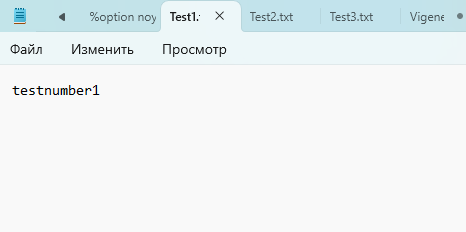 %option noy
Test1.
Test2.txt
Test3.txt
Vigene
Файл Изменить Просмотр
testnumber1